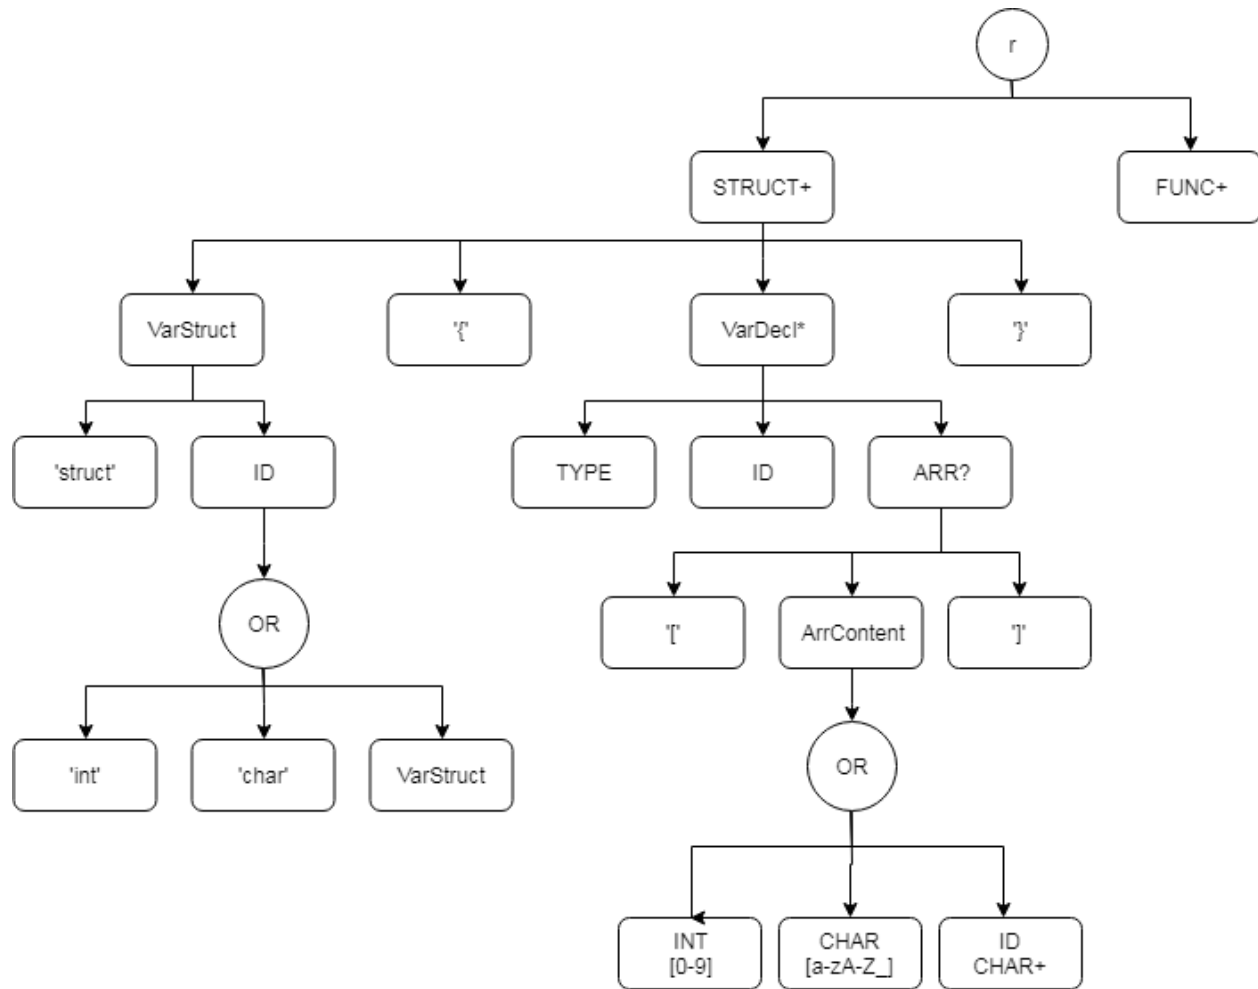 r
STRUCT+
FUNC+
VarStruct
'{'
VarDecl*
'}'
'struct'
ID
TYPE
ID
ARR?
OR
'['
ArrContent
']'
'int'
'char'
VarStruct
OR
INT
[0-9]
CHAR
[a-zA-Z_]
ID
CHAR+